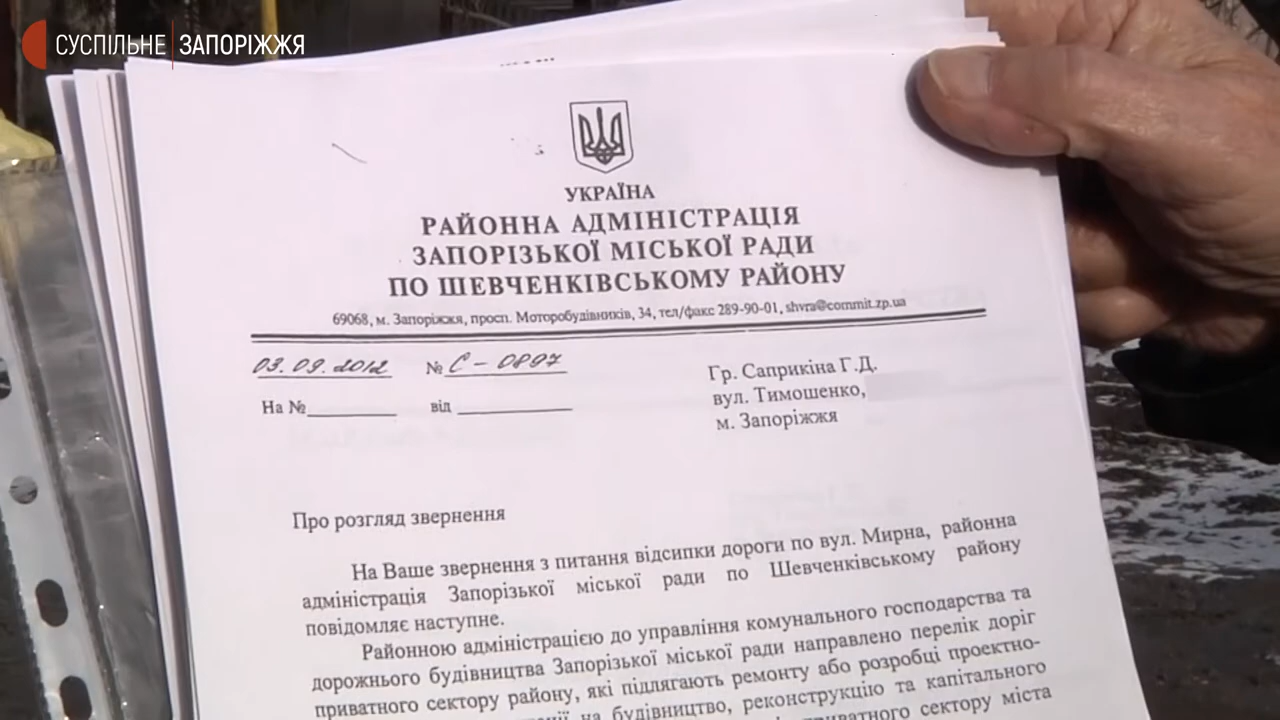 СУСПІЛЬНЕ ЗАПОРІЖЖЯ
УКРАЇНА
РАЙОННА АДМІНІСТРАЦІЯ
ЗАПОРІЗЬКОЇ МІСЬКОЇ РАДИ
ПО ШЕВЧЕНКІВСЬКОМУ РАЙОНУ
69068, м. Запоріжжя, просп. Моторобудівників, 34, тел/факс 289-90-01, shvra@commit.zp.ua
03.09.2012 № С – 0897
На № від
Гр. Саприкіна Г.Д.
вул. Тимошенко,
м. Запоріжжя
Про розгляд звернення
На Ваше звернення з питання відсипки дороги по вул. Мирна, районна
адміністрація Запорізької міської ради по Шевченківському району
повідомляє наступне.
Районною адміністрацією до управління комунального господарства та
дорожнього будівництва Запорізької міської ради направлено перелік доріг
приватного сектору району, які підлягають ремонту або розробці проектно-
на будівництво, реконструкцію та капітального
приватного сектору міста